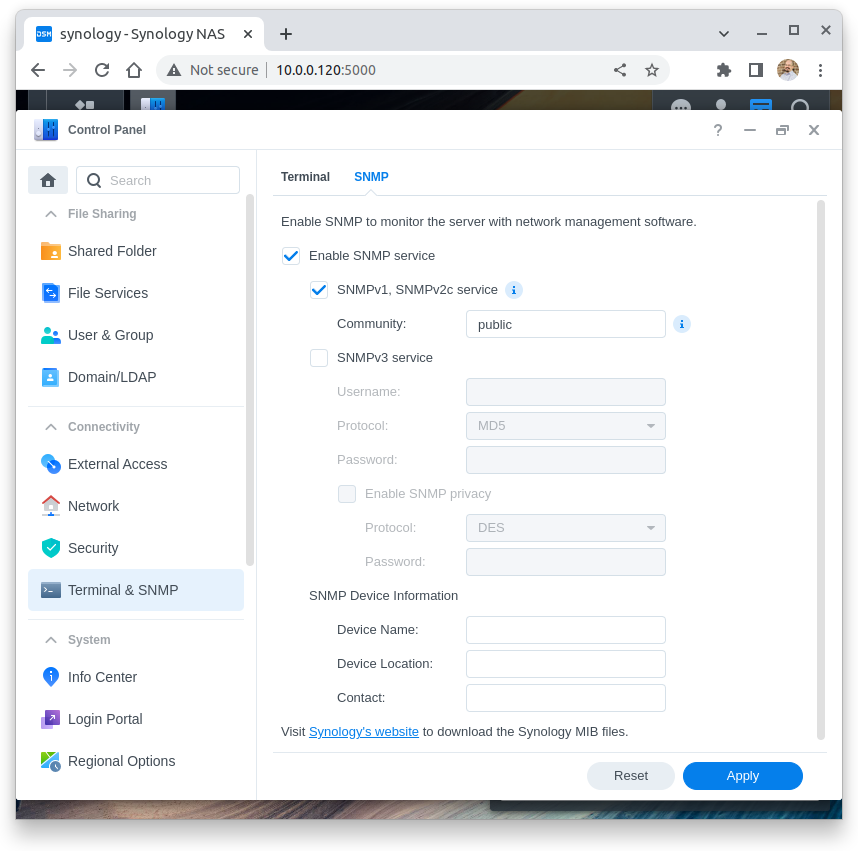 DSM synology - Synology NAS
Not secure 10.0.0.120:5000
Control Panel
Search
File Sharing
Shared Folder
File Services
User & Group
Domain/LDAP
Connectivity
External Access
Network
Security
Terminal & SNMP
System
Info Center
Login Portal
Regional Options
Terminal SNMP
Enable SNMP to monitor the server with network management software.
Enable SNMP service
SNMPv1, SNMPv2c service
Community: public
SNMPv3 service
Username:
Protocol: MD5
Password:
Enable SNMP privacy
Protocol: DES
Password:
SNMP Device Information
Device Name:
Device Location:
Contact:
Visit Synology's website to download the Synology MIB files.
Reset Apply